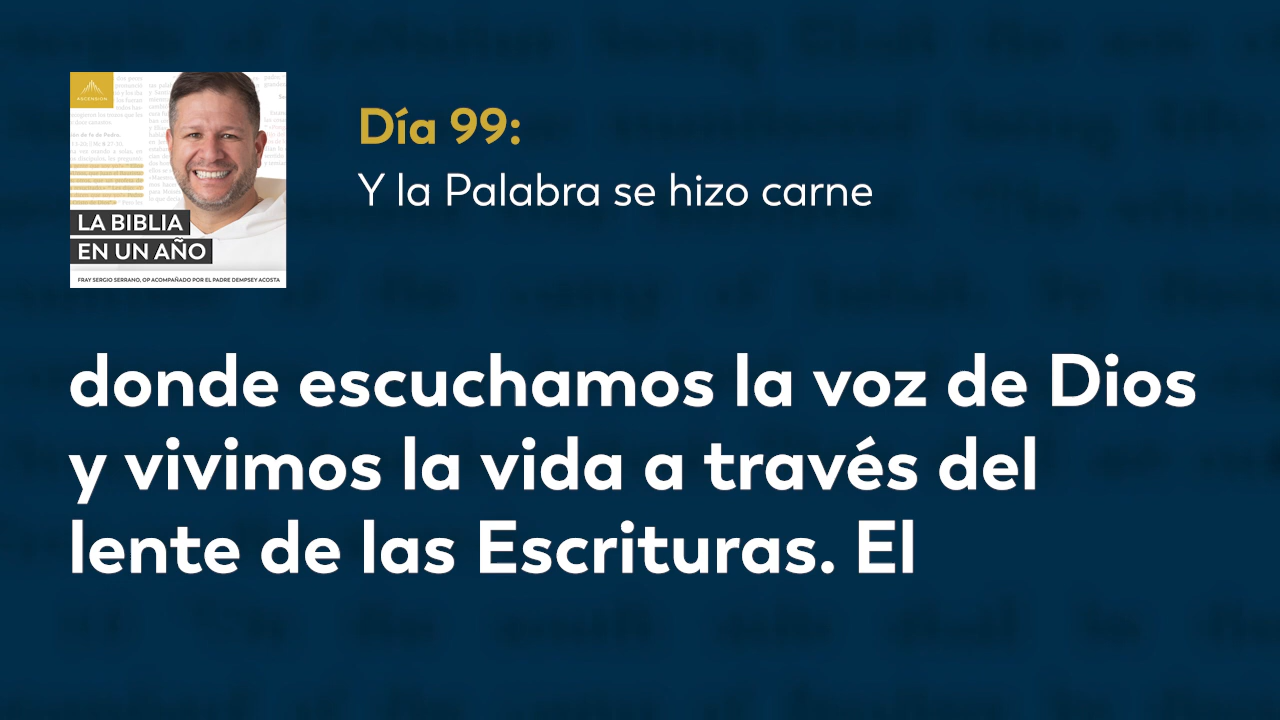 ASCENSION
LA BIBLIA
EN UN AÑO
FRAY SERGIO SERRANO, OP ACOMPAÑADO POR EL PADRE DEMPSEY ACOSTA
Día 99:
Y la Palabra se hizo carne
donde escuchamos la voz de Dios
y vivimos la vida a través del
lente de las Escrituras. El